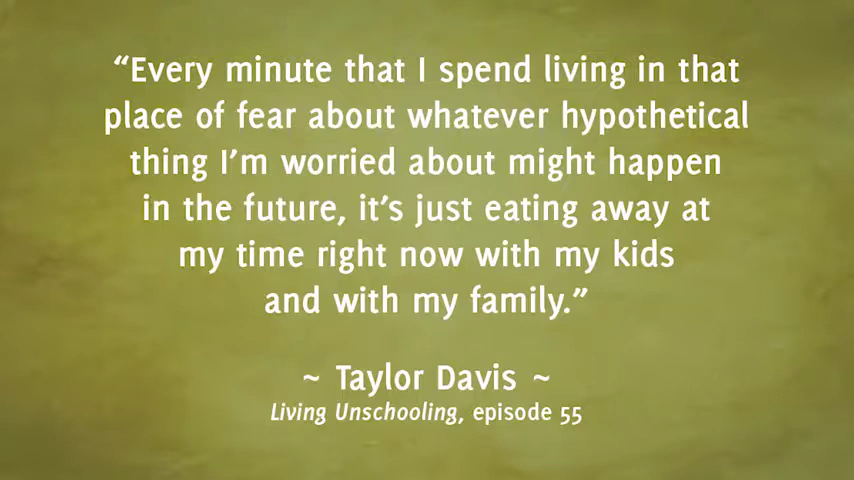 “Every minute that I spend living in that
place of fear about whatever hypothetical
thing I’m worried about might happen
in the future, it’s just eating away at
my time right now with my kids
and with my family.”
~ Taylor Davis ~
Living Unschooling, episode 55